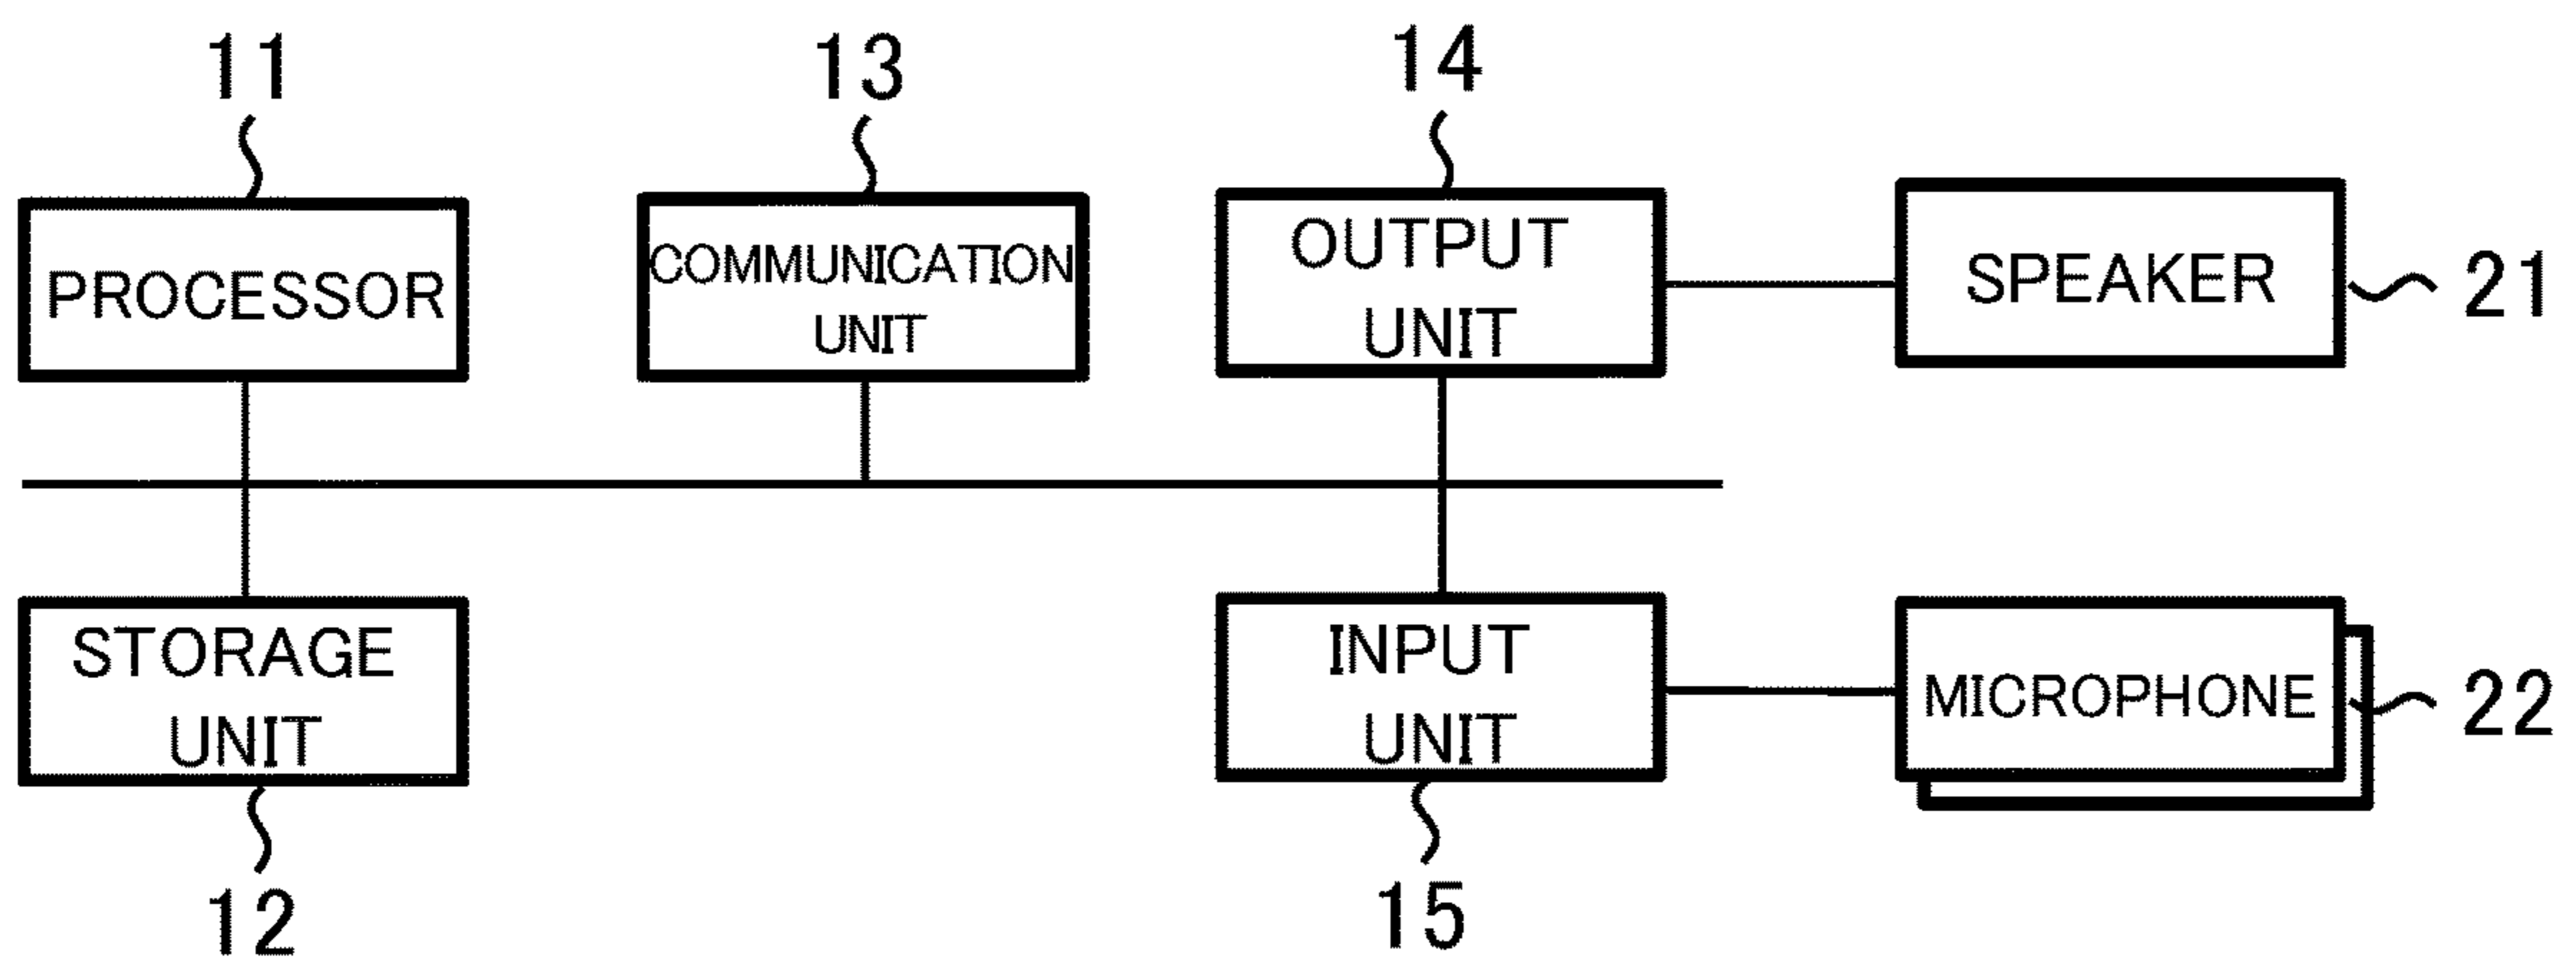 11
13
14
PROCESSOR
COMMUNICATION
UNIT
OUTPUT
UNIT
SPEAKER
21
STORAGE
UNIT
INPUT
UNIT
MICROPHONE
22
12
15